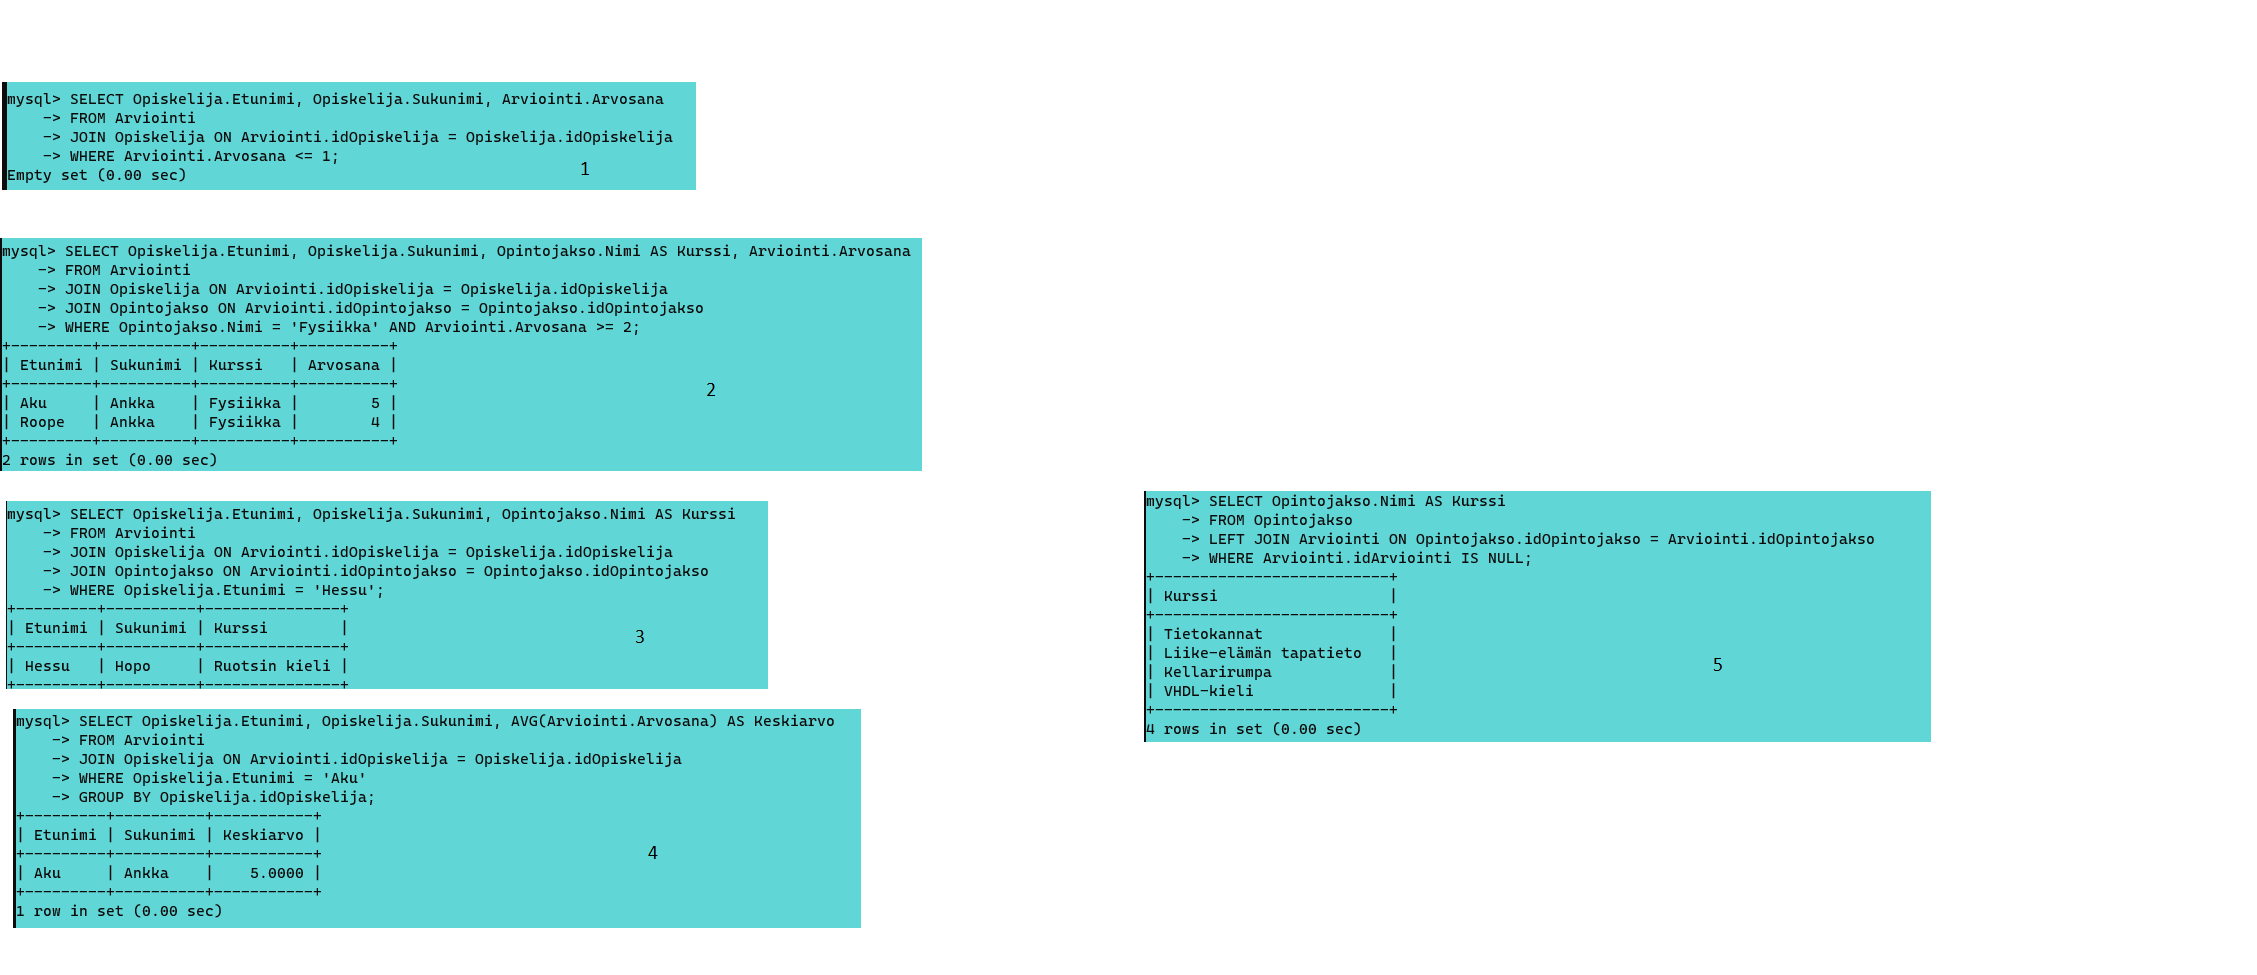 mysql> SELECT Opiskelija.Etunimi, Opiskelija.Sukunimi, Arviointi.Arvosana
    -> FROM Arviointi
    -> JOIN Opiskelija ON Arviointi.idOpiskelija = Opiskelija.idOpiskelija
    -> WHERE Arviointi.Arvosana <= 1;
Empty set (0.00 sec)
1
mysql> SELECT Opiskelija.Etunimi, Opiskelija.Sukunimi, Opintojakso.Nimi AS Kurssi, Arviointi.Arvosana
    -> FROM Arviointi
    -> JOIN Opiskelija ON Arviointi.idOpiskelija = Opiskelija.idOpiskelija
    -> JOIN Opintojakso ON Arviointi.idOpintojakso = Opintojakso.idOpintojakso
    -> WHERE Opintojakso.Nimi = 'Fysiikka' AND Arviointi.Arvosana >= 2;
+---------+----------+----------+----------+
| Etunimi | Sukunimi | Kurssi   | Arvosana |
+---------+----------+----------+----------+
| Aku     | Ankka    | Fysiikka |        5 |
| Roope   | Ankka    | Fysiikka |        4 |
+---------+----------+----------+----------+
2 rows in set (0.00 sec)
2
mysql> SELECT Opiskelija.Etunimi, Opiskelija.Sukunimi, Opintojakso.Nimi AS Kurssi
    -> FROM Arviointi
    -> JOIN Opiskelija ON Arviointi.idOpiskelija = Opiskelija.idOpiskelija
    -> JOIN Opintojakso ON Arviointi.idOpintojakso = Opintojakso.idOpintojakso
    -> WHERE Opiskelija.Etunimi = 'Hessu';
+---------+----------+---------------+
| Etunimi | Sukunimi | Kurssi        |
+---------+----------+---------------+
| Hessu   | Hopo     | Ruotsin kieli |
+---------+----------+---------------+
3
mysql> SELECT Opiskelija.Etunimi, Opiskelija.Sukunimi, AVG(Arviointi.Arvosana) AS Keskiarvo
    -> FROM Arviointi
    -> JOIN Opiskelija ON Arviointi.idOpiskelija = Opiskelija.idOpiskelija
    -> WHERE Opiskelija.Etunimi = 'Aku'
    -> GROUP BY Opiskelija.idOpiskelija;
+---------+----------+-----------+
| Etunimi | Sukunimi | Keskiarvo |
+---------+----------+-----------+
| Aku     | Ankka    |    5.0000 |
+---------+----------+-----------+
1 row in set (0.00 sec)
4
mysql> SELECT Opintojakso.Nimi AS Kurssi
    -> FROM Opintojakso
    -> LEFT JOIN Arviointi ON Opintojakso.idOpintojakso = Arviointi.idOpintojakso
    -> WHERE Arviointi.idArviointi IS NULL;
+--------------------------+
| Kurssi                   |
+--------------------------+
| Tietokannat              |
| Liike-elämän tapatieto   |
| Kellarirumpa             |
| VHDL-kieli               |
+--------------------------+
4 rows in set (0.00 sec)
5